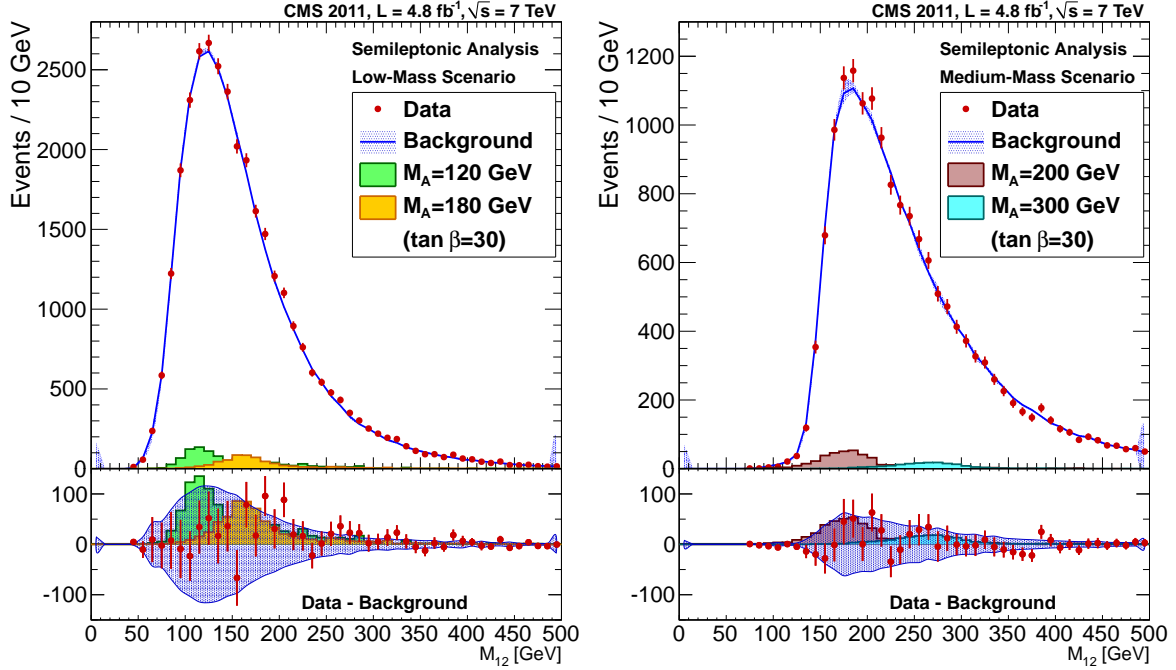 CMS 2011, L = 4.8 fb⁻¹, √s = 7 TeV
Events / 10 GeV
2500
2000
1500
1000
500
0
Semileptonic Analysis
Low-Mass Scenario
Data
Background
M_A=120 GeV
M_A=180 GeV
(tan β=30)
100
0
-100
Data - Background
0 50 100 150 200 250 300 350 400 450 500
M₁₂ [GeV]
CMS 2011, L = 4.8 fb⁻¹, √s = 7 TeV
Events / 10 GeV
1200
1000
800
600
400
200
0
Semileptonic Analysis
Medium-Mass Scenario
Data
Background
M_A=200 GeV
M_A=300 GeV
(tan β=30)
100
0
-100
Data - Background
0 50 100 150 200 250 300 350 400 450 500
M₁₂ [GeV]